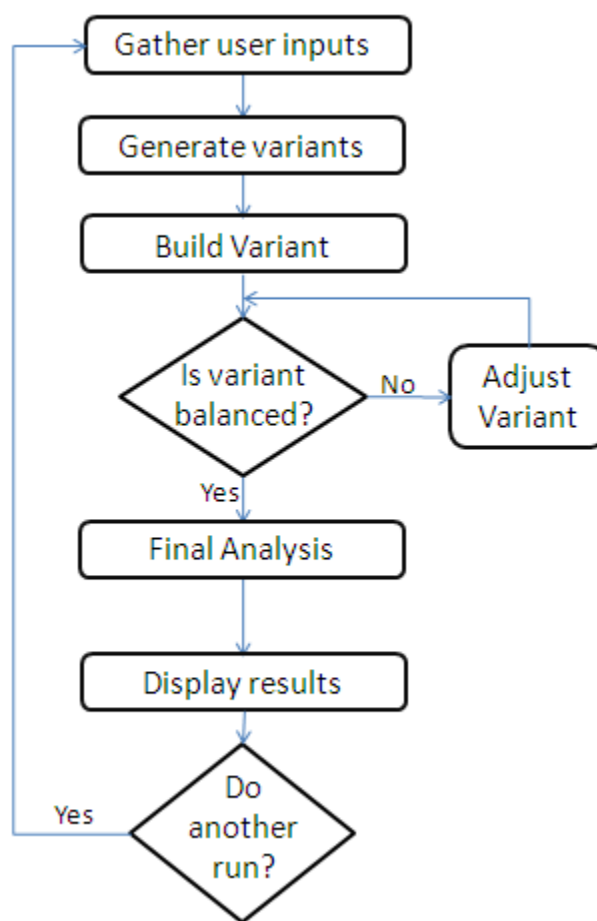 Gather user inputs
Generate variants
Build Variant
Is variant
balanced?
No
Adjust
Variant
Yes
Final Analysis
Display results
Do
another
run?
Yes